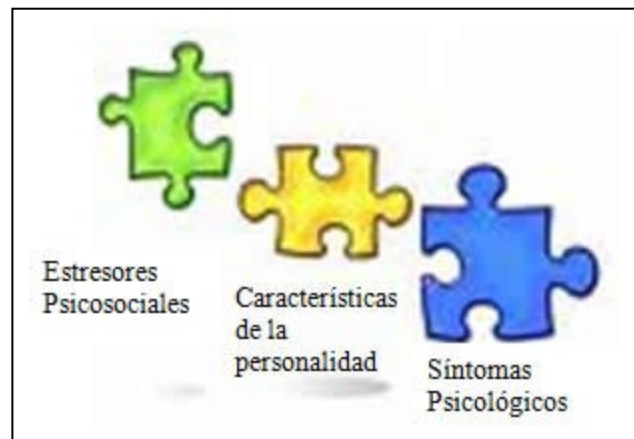 Estresores
Psicosociales
Características
de la
personalidad
Síntomas
Psicológicos